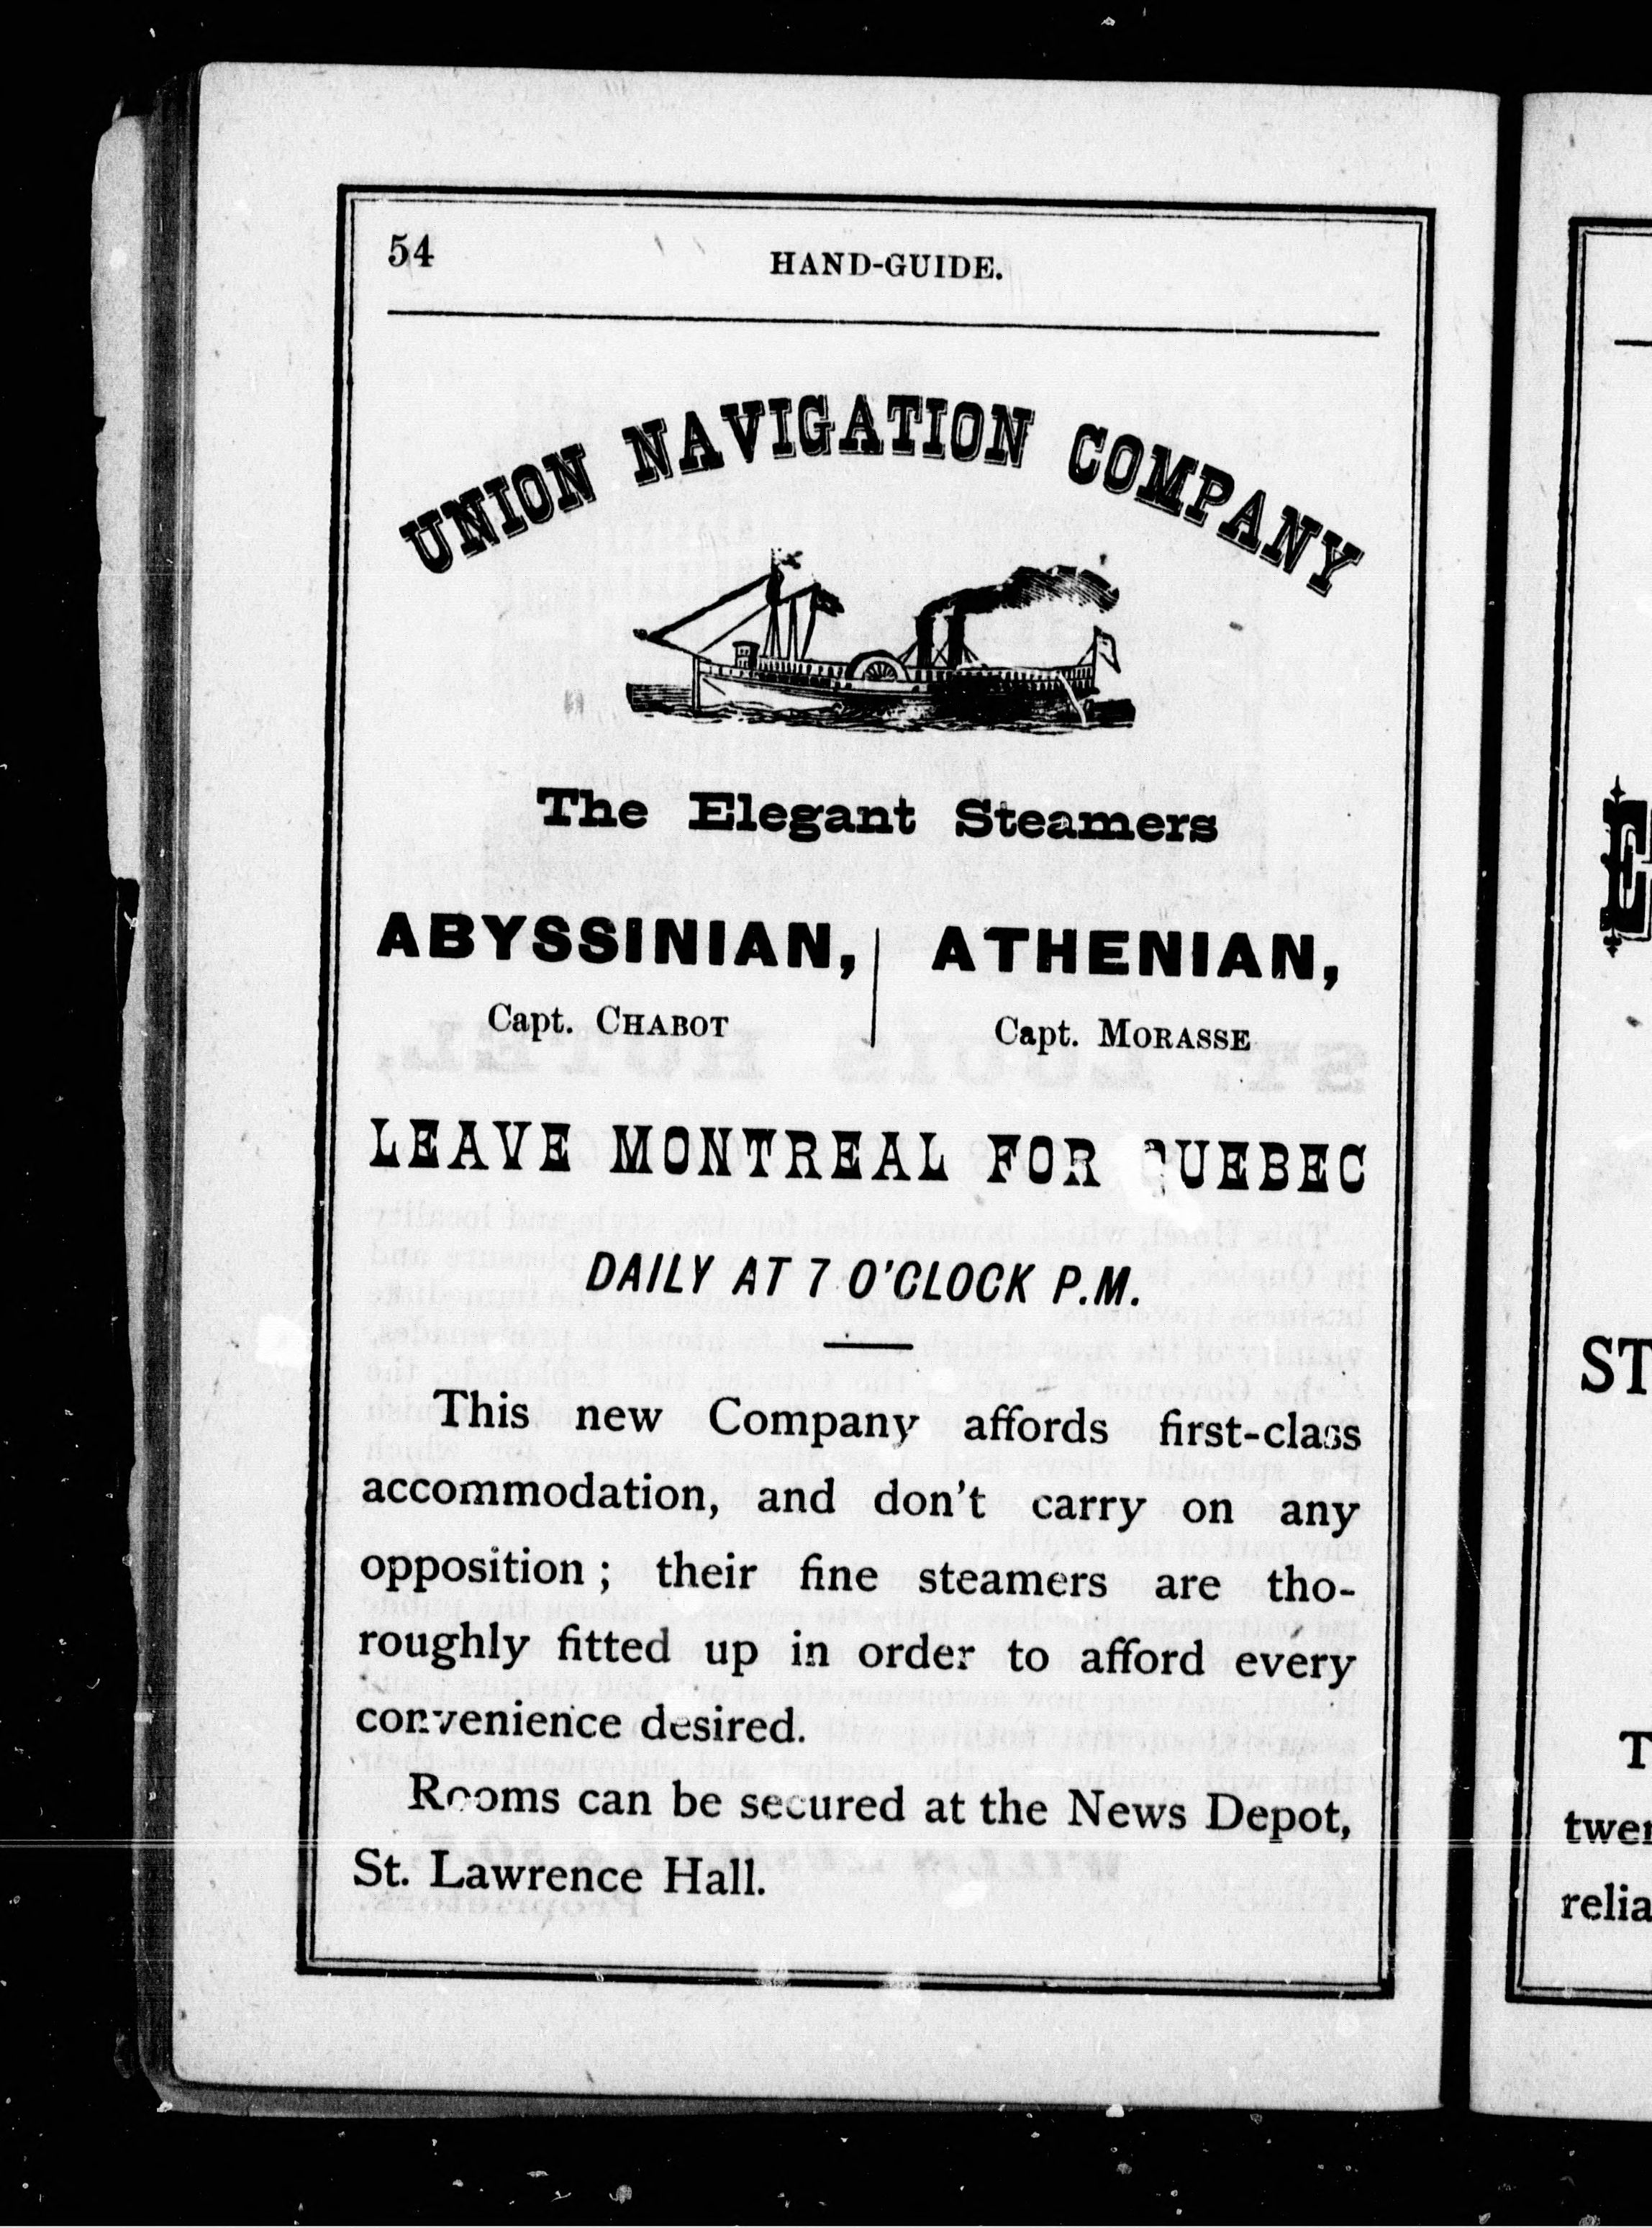 54 HAND-GUIDE.
UNION NAVIGATION COMPANY
The Elegant Steamers
ABYSSINIAN, ATHENIAN,
Capt. CHABOT Capt. MORASSE
LEAVE MONTREAL FOR QUEBEC
DAILY AT 7 O'CLOCK P.M.
This new Company affords first-class
accommodation, and don't carry on any
opposition ; their fine steamers are tho-
roughly fitted up in order to afford every
convenience desired.
Rooms can be secured at the News Depot,
St. Lawrence Hall.
E
ST
T
twe
relia